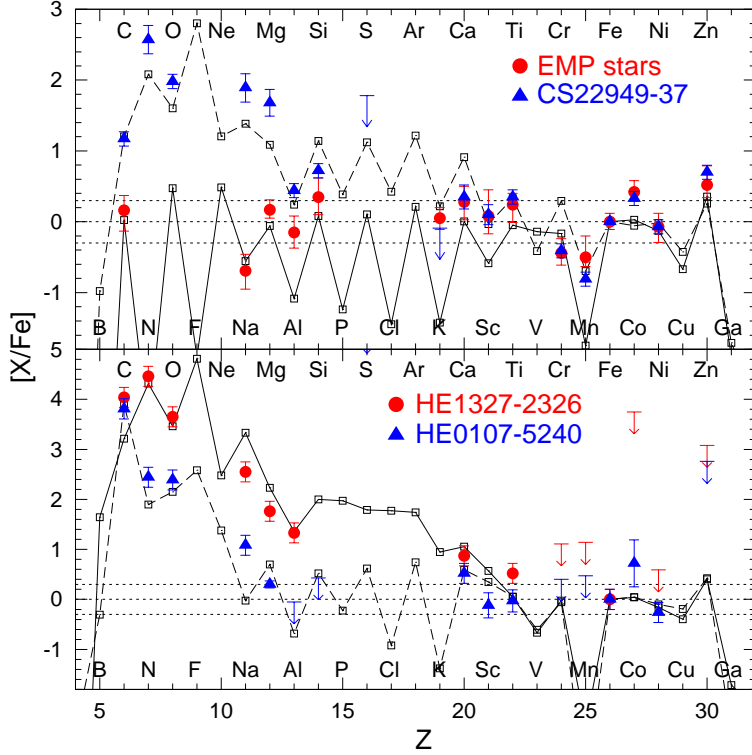 3
C O Ne Mg Si S Ar Ca Ti Cr Fe Ni Zn
EMP stars
2
CS22949-37
1
0
-1
B N F Na Al P Cl K Sc V Mn Co Cu Ga
[X/Fe]
5
C O Ne Mg Si S Ar Ca Ti Cr Fe Ni Zn
4
HE1327-2326
HE0107-5240
3
2
1
0
-1
B N F Na Al P Cl K Sc V Mn Co Cu Ga
5 10 15 20 25 30
Z